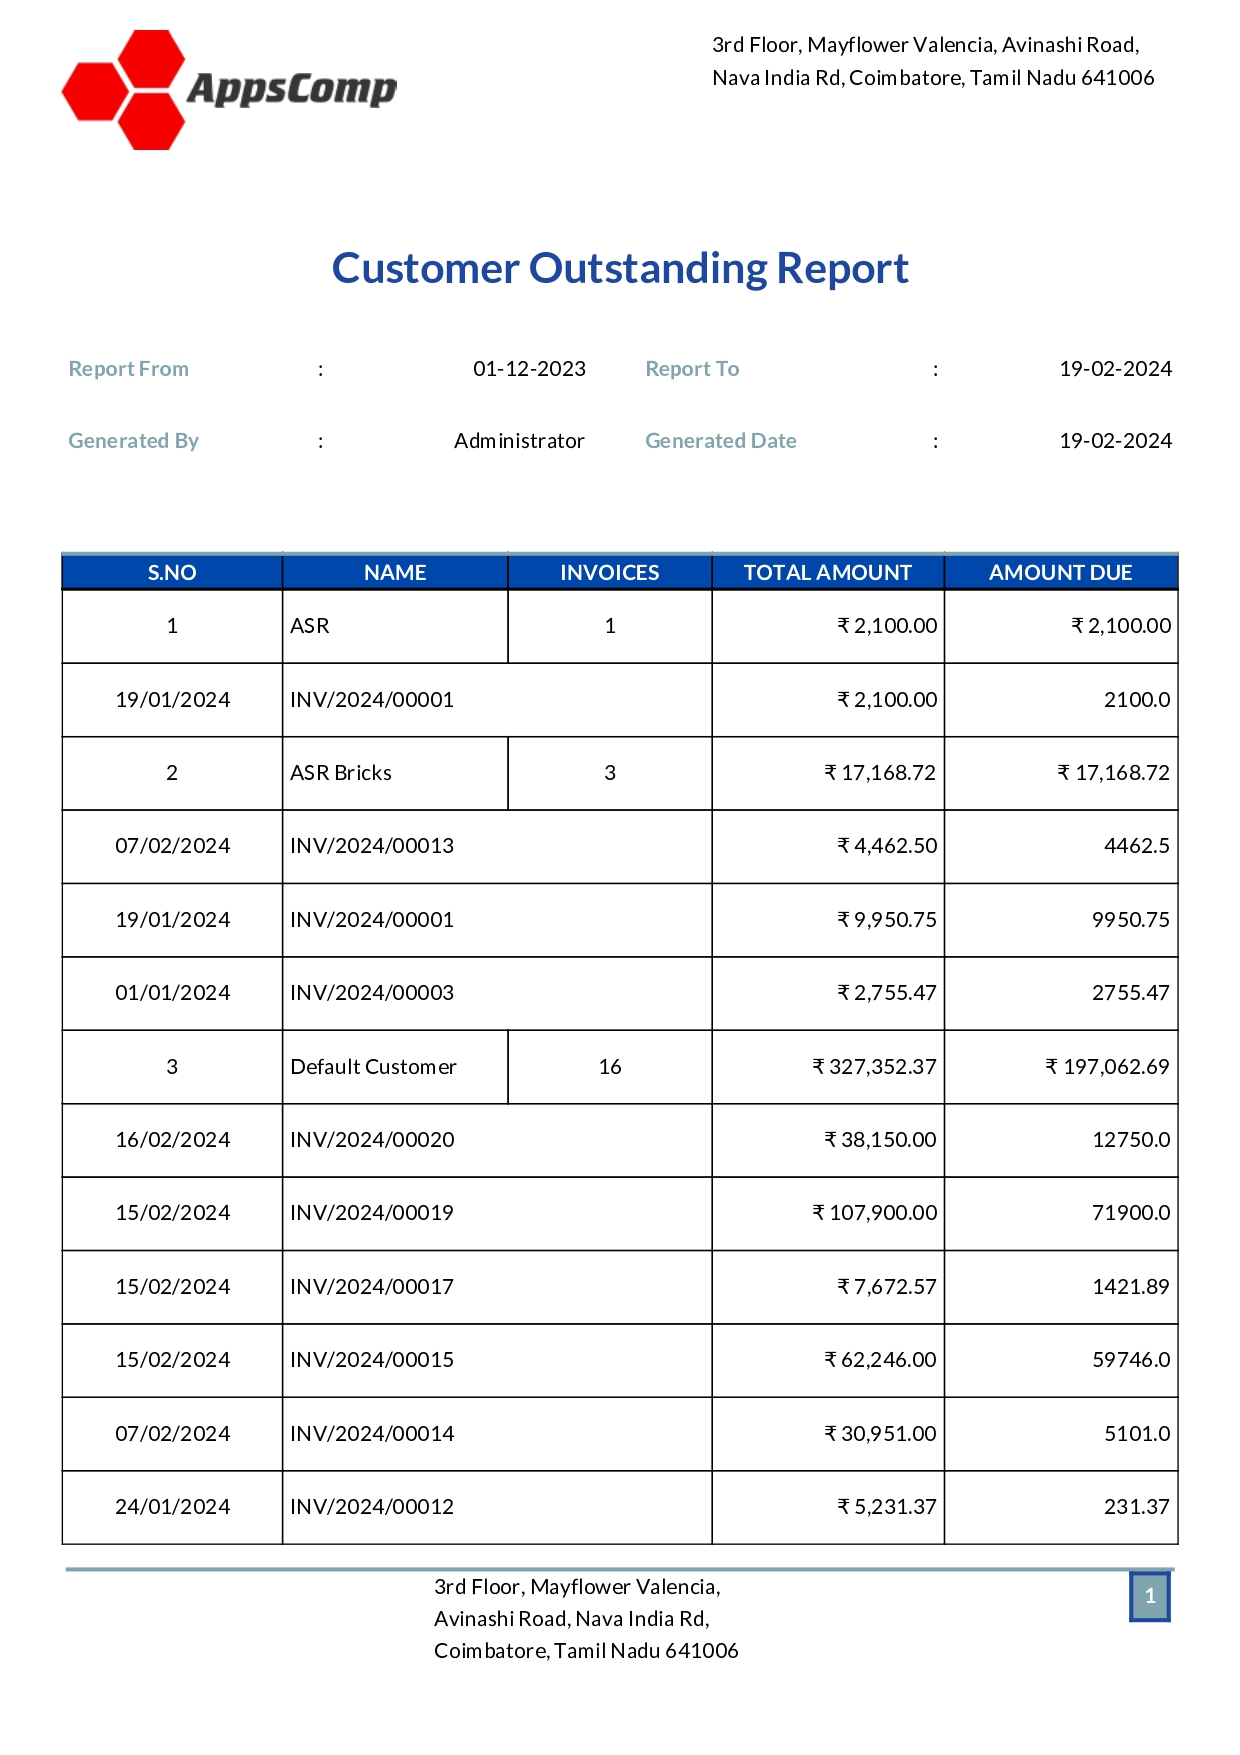 AppsComp
3rd Floor, Mayflower Valencia, Avinashi Road,
Nava India Rd, Coimbatore, Tamil Nadu 641006
Customer Outstanding Report
Report From : 01-12-2023 Report To : 19-02-2024
Generated By : Administrator Generated Date : 19-02-2024
S.NO NAME INVOICES TOTAL AMOUNT AMOUNT DUE
1 ASR 1 ₹ 2,100.00 ₹ 2,100.00
19/01/2024 INV/2024/00001 ₹ 2,100.00 2100.0
2 ASR Bricks 3 ₹ 17,168.72 ₹ 17,168.72
07/02/2024 INV/2024/00013 ₹ 4,462.50 4462.5
19/01/2024 INV/2024/00001 ₹ 9,950.75 9950.75
01/01/2024 INV/2024/00003 ₹ 2,755.47 2755.47
3 Default Customer 16 ₹ 327,352.37 ₹ 197,062.69
16/02/2024 INV/2024/00020 ₹ 38,150.00 12750.0
15/02/2024 INV/2024/00019 ₹ 107,900.00 71900.0
15/02/2024 INV/2024/00017 ₹ 7,672.57 1421.89
15/02/2024 INV/2024/00015 ₹ 62,246.00 59746.0
07/02/2024 INV/2024/00014 ₹ 30,951.00 5101.0
24/01/2024 INV/2024/00012 ₹ 5,231.37 231.37
3rd Floor, Mayflower Valencia,
Avinashi Road, Nava India Rd,
Coimbatore, Tamil Nadu 641006
1